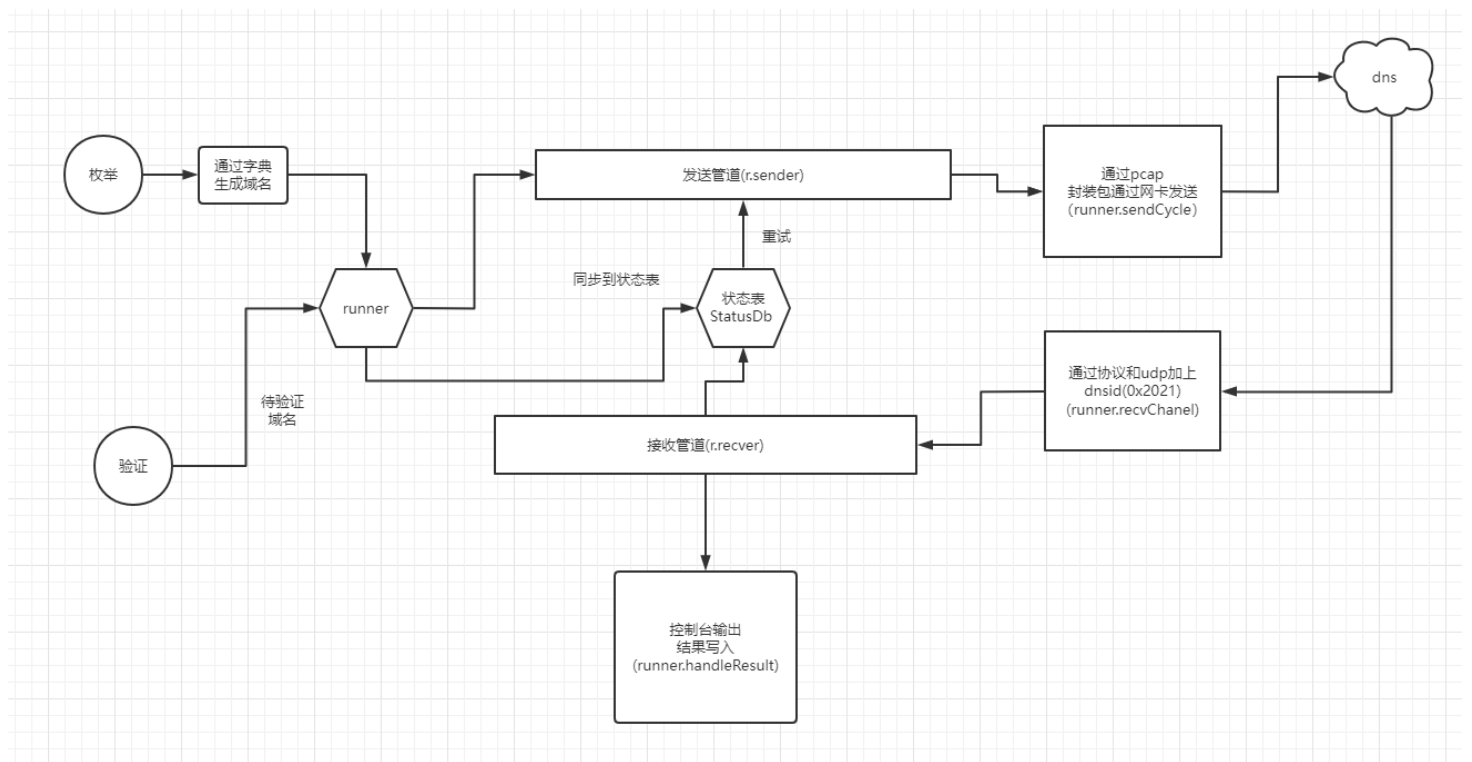 dns
枚举
通过字典
生成域名
发送管道(r.sender)
通过pcap
封装包通过网卡发送
(runner.sendCycle)
重试
同步到状态表
runner
状态表
StatusDb
待验证
域名
通过协议和udp加上
dnsid(0x2021)
(runner.recvChanel)
验证
接收管道(r.recver)
控制台输出
结果写入
(runner.handleResult)